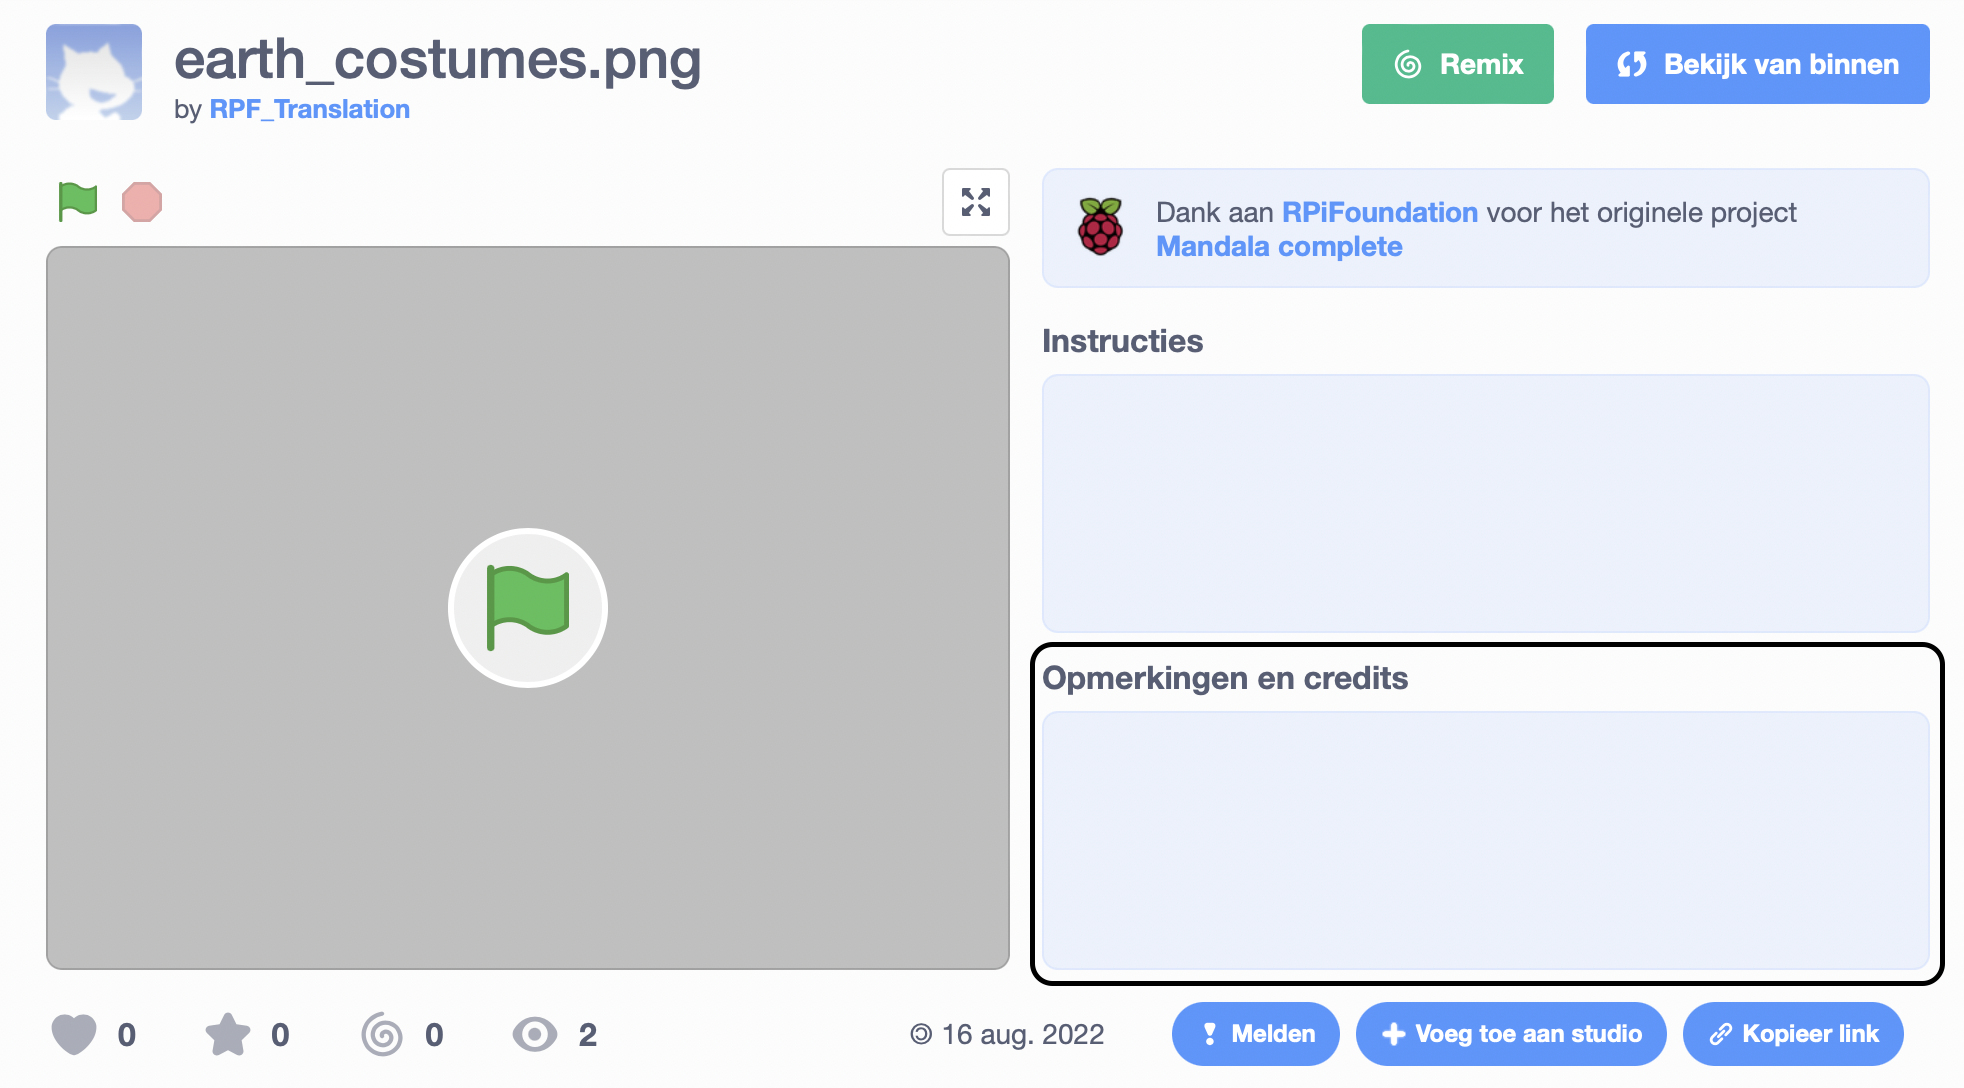 earth_costumes.png
by RPF_Translation
Remix
Bekijk van binnen
Dank aan RPiFoundation voor het originele project
Mandala complete
Instructies
Opmerkingen en credits
0
0
0
2
16 aug. 2022
Melden
Voeg toe aan studio
Kopieer link